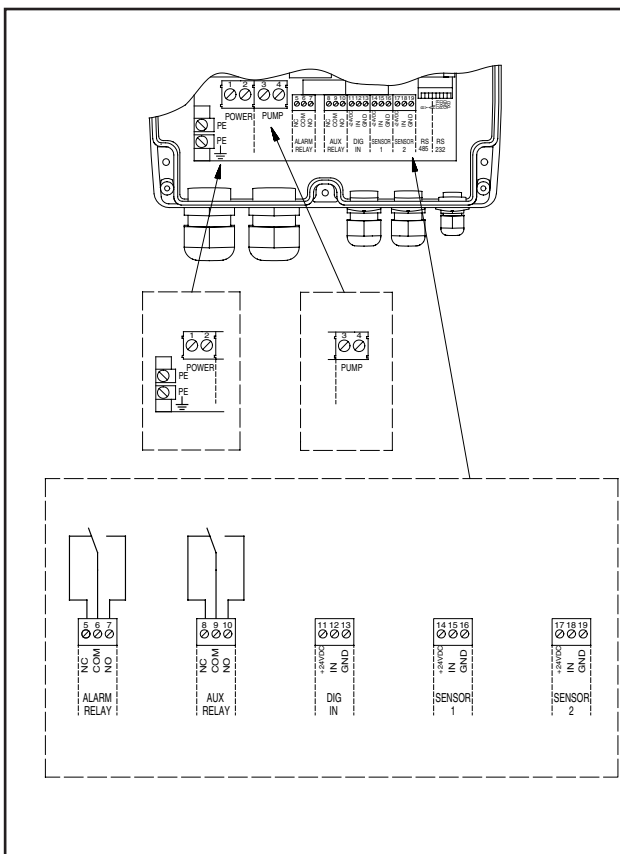 1 2 3 4
POWER PUMP
PE
PE
5 6 7 8 9 10 11 12 13 14 15 16 17 18 19
NC COM NO NC COM NO +24VDC IN GND +24VDC IN GND +24VDC IN GND
ALARM RELAY AUX RELAY DIG IN SENSOR 1 SENSOR 2 RS 485 RS 232
1 2
POWER
PE
PE
3 4
PUMP
5 6 7 8 9 10 11 12 13 14 15 16 17 18 19
NC COM NO NC COM NO +24VDC IN GND +24VDC IN GND +24VDC IN GND
ALARM AUX DIG SENSOR SENSOR
RELAY RELAY IN 1 2